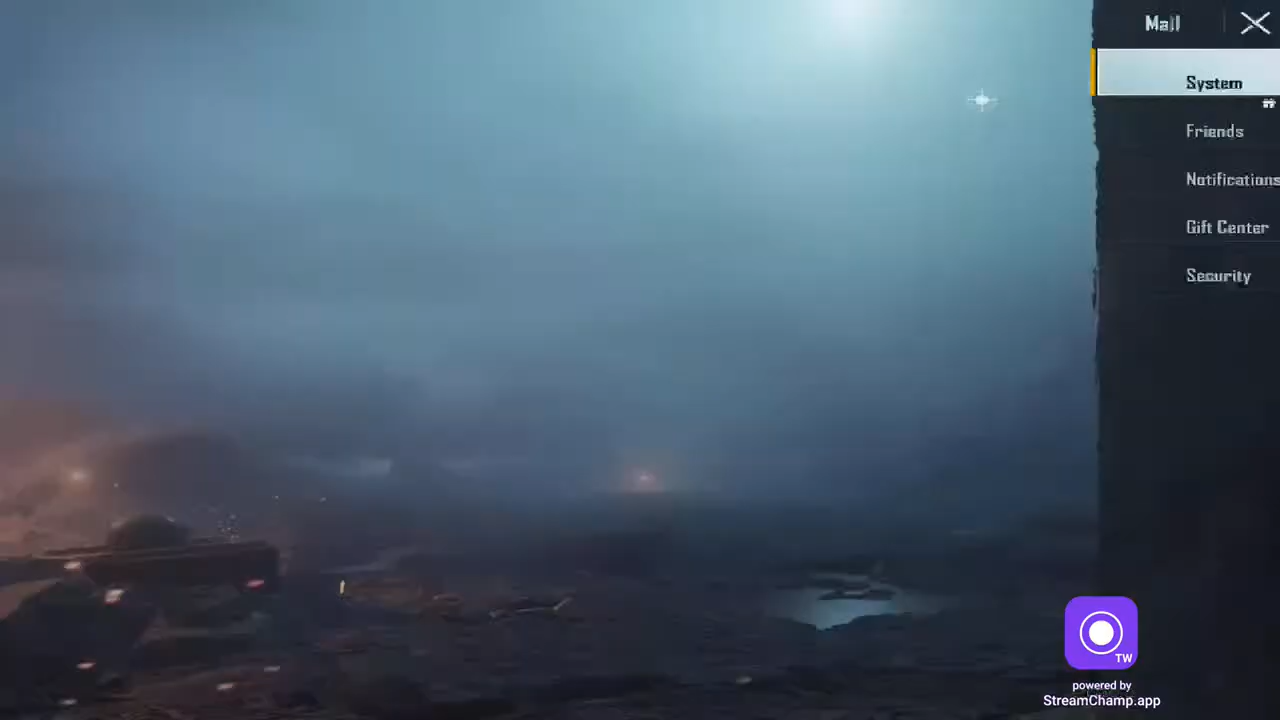 Mail
System
Friends
Notifications
Gift Center
Security
TW
powered by
StreamChamp.app